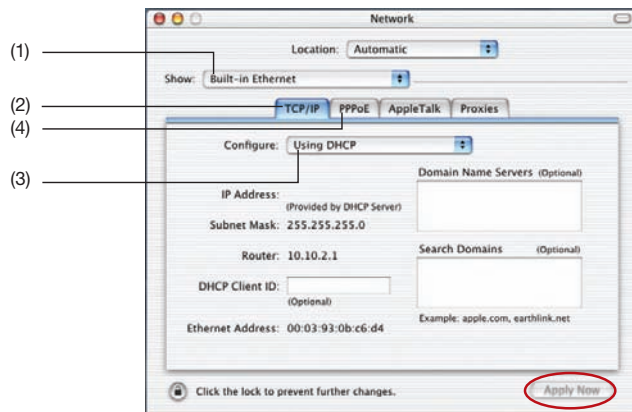 Network
Location: Automatic
(1)
Show: Built-in Ethernet
(2)
TCP/IP PPPoE AppleTalk Proxies
(4)
Configure: Using DHCP
(3)
Domain Name Servers (Optional)
IP Address:
(Provided by DHCP Server)
Subnet Mask: 255.255.255.0
Router: 10.10.2.1
Search Domains (Optional)
DHCP Client ID:
(Optional)
Example: apple.com, earthlink.net
Ethernet Address: 00:03:93:0b:c6:d4
Click the lock to prevent further changes.
Apply Now